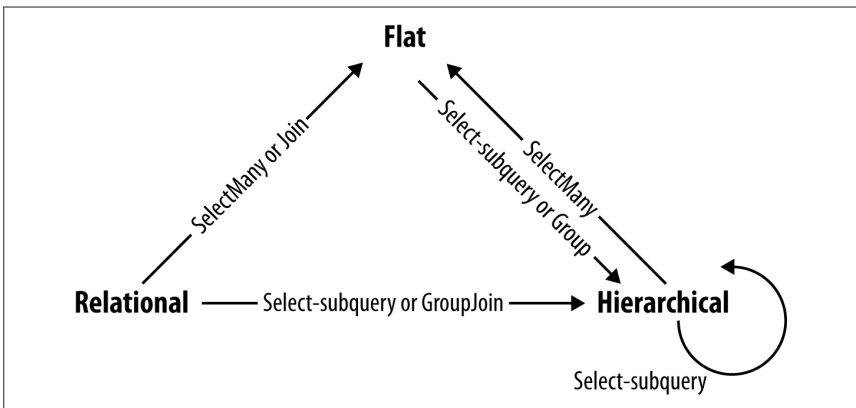 Flat
SelectMany or Join
Select-subquery or Group
SelectMany
Relational
Select-subquery or GroupJoin
Hierarchical
Select-subquery